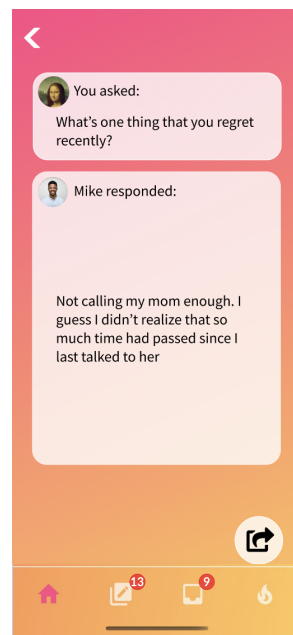 You asked:
What's one thing that you regret
recently?
Mike responded:
Not calling my mom enough. I
guess I didn't realize that so
much time had passed since I
last talked to her
13
9